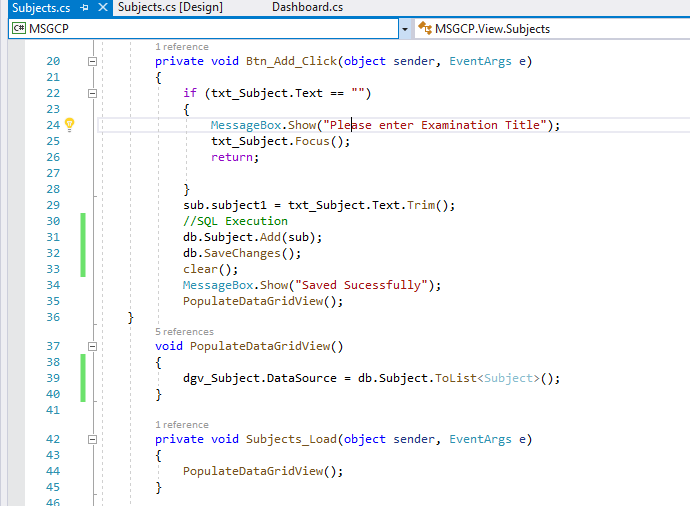 Subjects.cs
Subjects.cs [Design]
Dashboard.cs
C# MSGCP
MSGCP.View.Subjects
1 reference
20 private void Btn_Add_Click(object sender, EventArgs e)
21 {
22 if (txt_Subject.Text == "")
23 {
24 MessageBox.Show("Please enter Examination Title");
25 txt_Subject.Focus();
26 return;
27
28 }
29 sub.subject1 = txt_Subject.Text.Trim();
30 //SQL Execution
31 db.Subject.Add(sub);
32 db.SaveChanges();
33 clear();
34 MessageBox.Show("Saved Sucessfully");
35 PopulateDataGridView();
36 }
5 references
37 void PopulateDataGridView()
38 {
39 dgv_Subject.DataSource = db.Subject.ToList<Subject>();
40 }
41
1 reference
42 private void Subjects_Load(object sender, EventArgs e)
43 {
44 PopulateDataGridView();
45 }
46